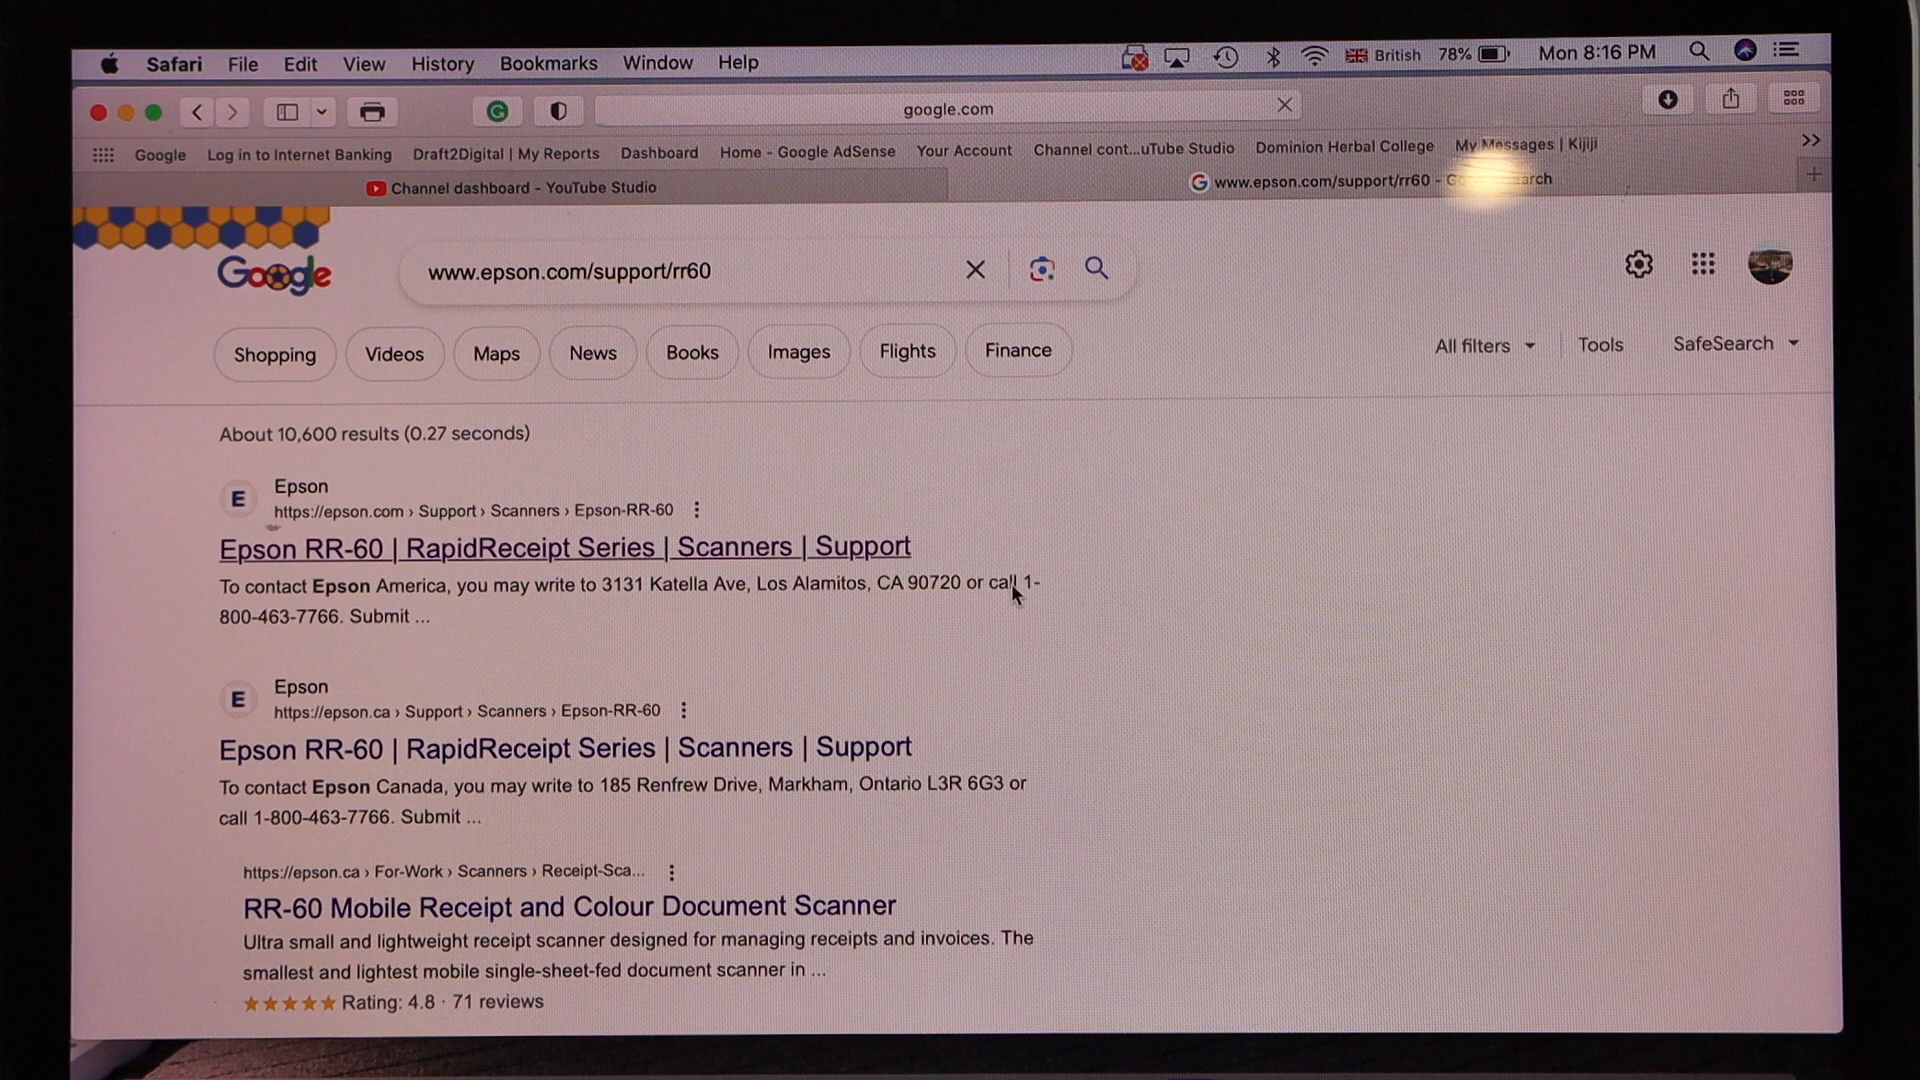 Safari File Edit View History Bookmarks Window Help British 78% Mon 8:16 PM
google.com
Google Log in to Internet Banking Draft2Digital | My Reports Dashboard Home - Google AdSense Your Account Channel cont...uTube Studio Dominion Herbal College My Messages | Kijiji
Channel dashboard - YouTube Studio www.epson.com/support/rr60 -
Google www.epson.com/support/rr60
Shopping Videos Maps News Books Images Flights Finance All filters Tools SafeSearch
About 10,600 results (0.27 seconds)
E Epson
https://epson.com › Support › Scanners › Epson-RR-60
Epson RR-60 | RapidReceipt Series | Scanners | Support
To contact Epson America, you may write to 3131 Katella Ave, Los Alamitos, CA 90720 or call 1-
800-463-7766. Submit ...
E Epson
https://epson.ca › Support › Scanners › Epson-RR-60
Epson RR-60 | RapidReceipt Series | Scanners | Support
To contact Epson Canada, you may write to 185 Renfrew Drive, Markham, Ontario L3R 6G3 or
call 1-800-463-7766. Submit ...
https://epson.ca › For-Work › Scanners › Receipt-Sca...
RR-60 Mobile Receipt and Colour Document Scanner
Ultra small and lightweight receipt scanner designed for managing receipts and invoices. The
smallest and lightest mobile single-sheet-fed document scanner in ...
Rating: 4.8 · 71 reviews